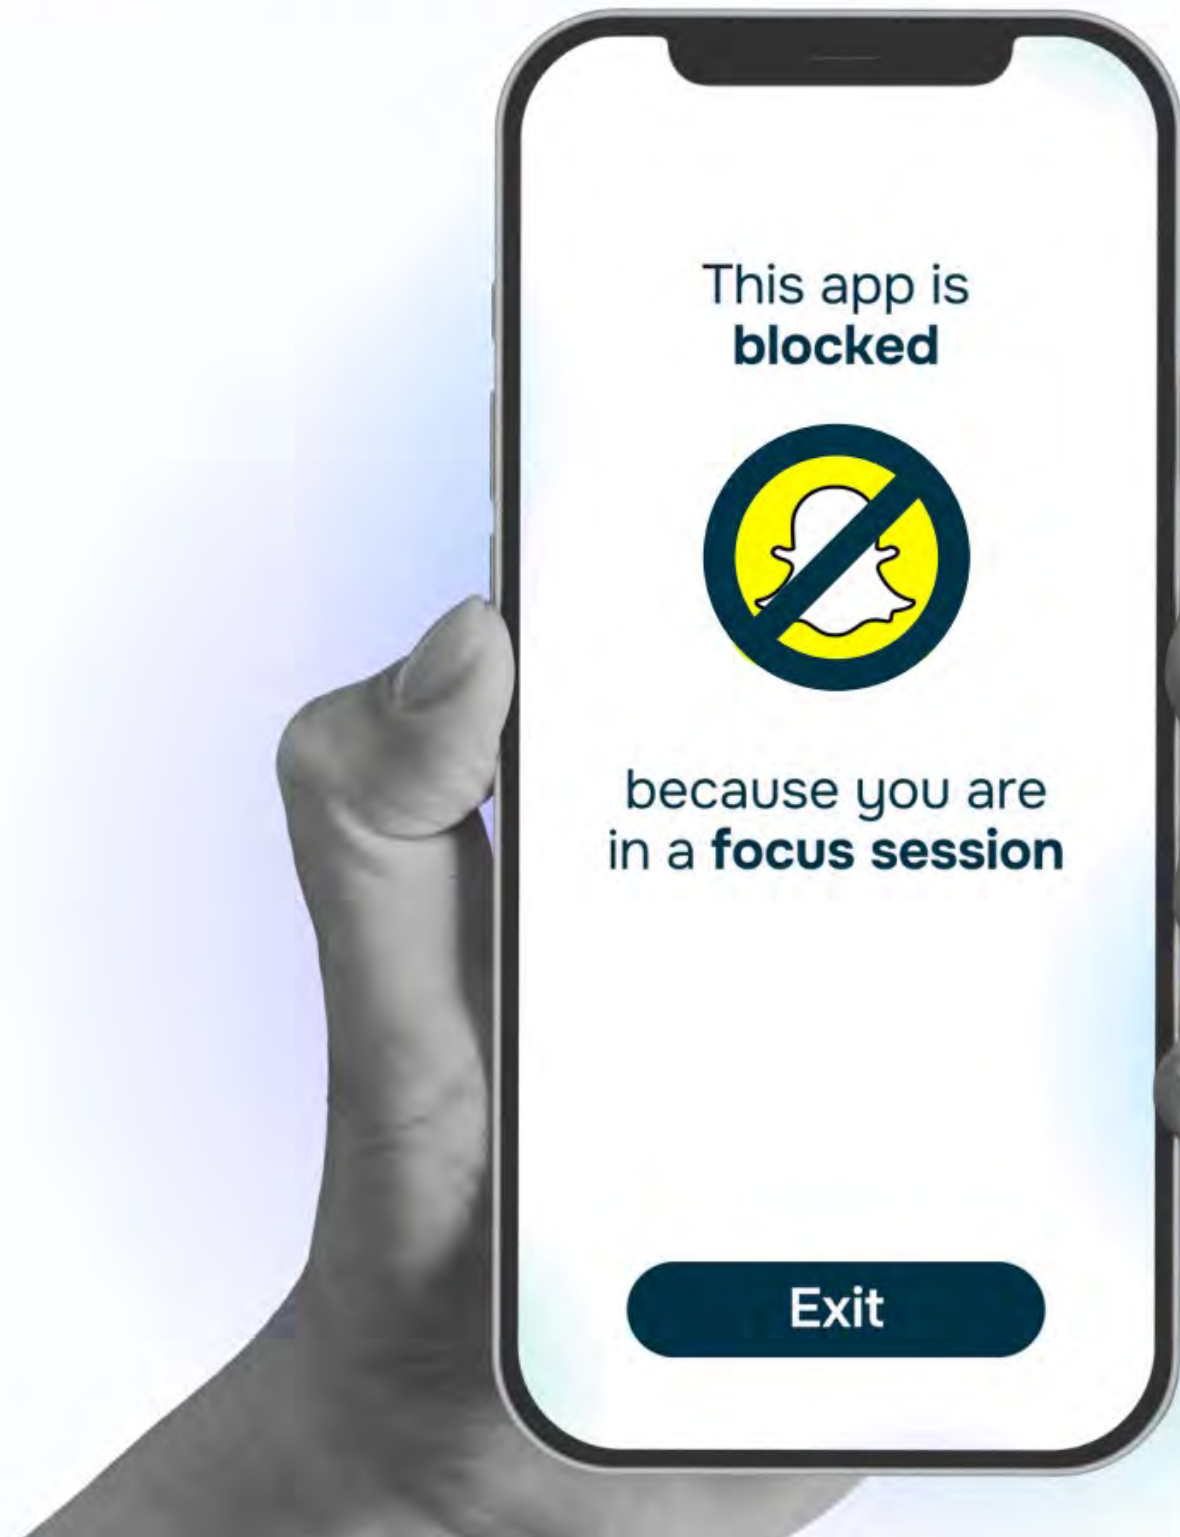 This app is
blocked
because you are
in a focus session
Exit